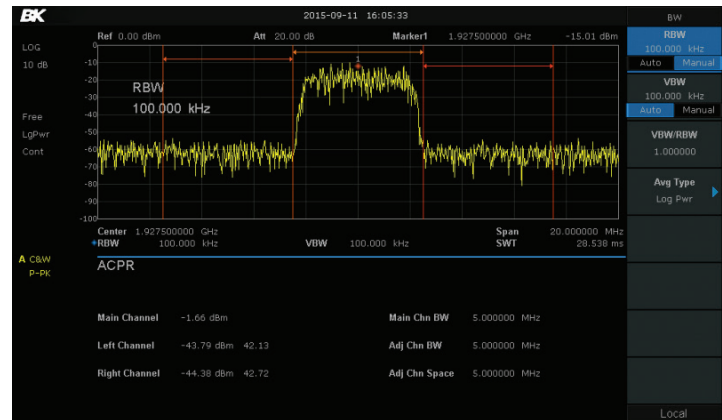 BK 2015-09-11 16:05:33 BW
LOG
10 dB
Free
LgPwr
Cont
A C&W
P-PK
Ref 0.00 dBm Att 20.00 dB Marker1 1.927500000 GHz -15.01 dBm
0
-10
-20
-30
-40
-50
-60
-70
-80
-90
-100
1
RBW
100.000 kHz
Center 1.927500000 GHz Span 20.000000 MHz
RBW 100.000 kHz VBW 100.000 kHz SWT 28.538 ms
ACPR
Main Channel -1.66 dBm Main Chn BW 5.000000 MHz
Left Channel -43.79 dBm 42.13 Adj Chn BW 5.000000 MHz
Right Channel -44.38 dBm 42.72 Adj Chn Space 5.000000 MHz
RBW
100.000 kHz
Auto Manual
VBW
100.000 kHz
Auto Manual
VBW/RBW
1.000000
Avg Type
Log Pwr
Local